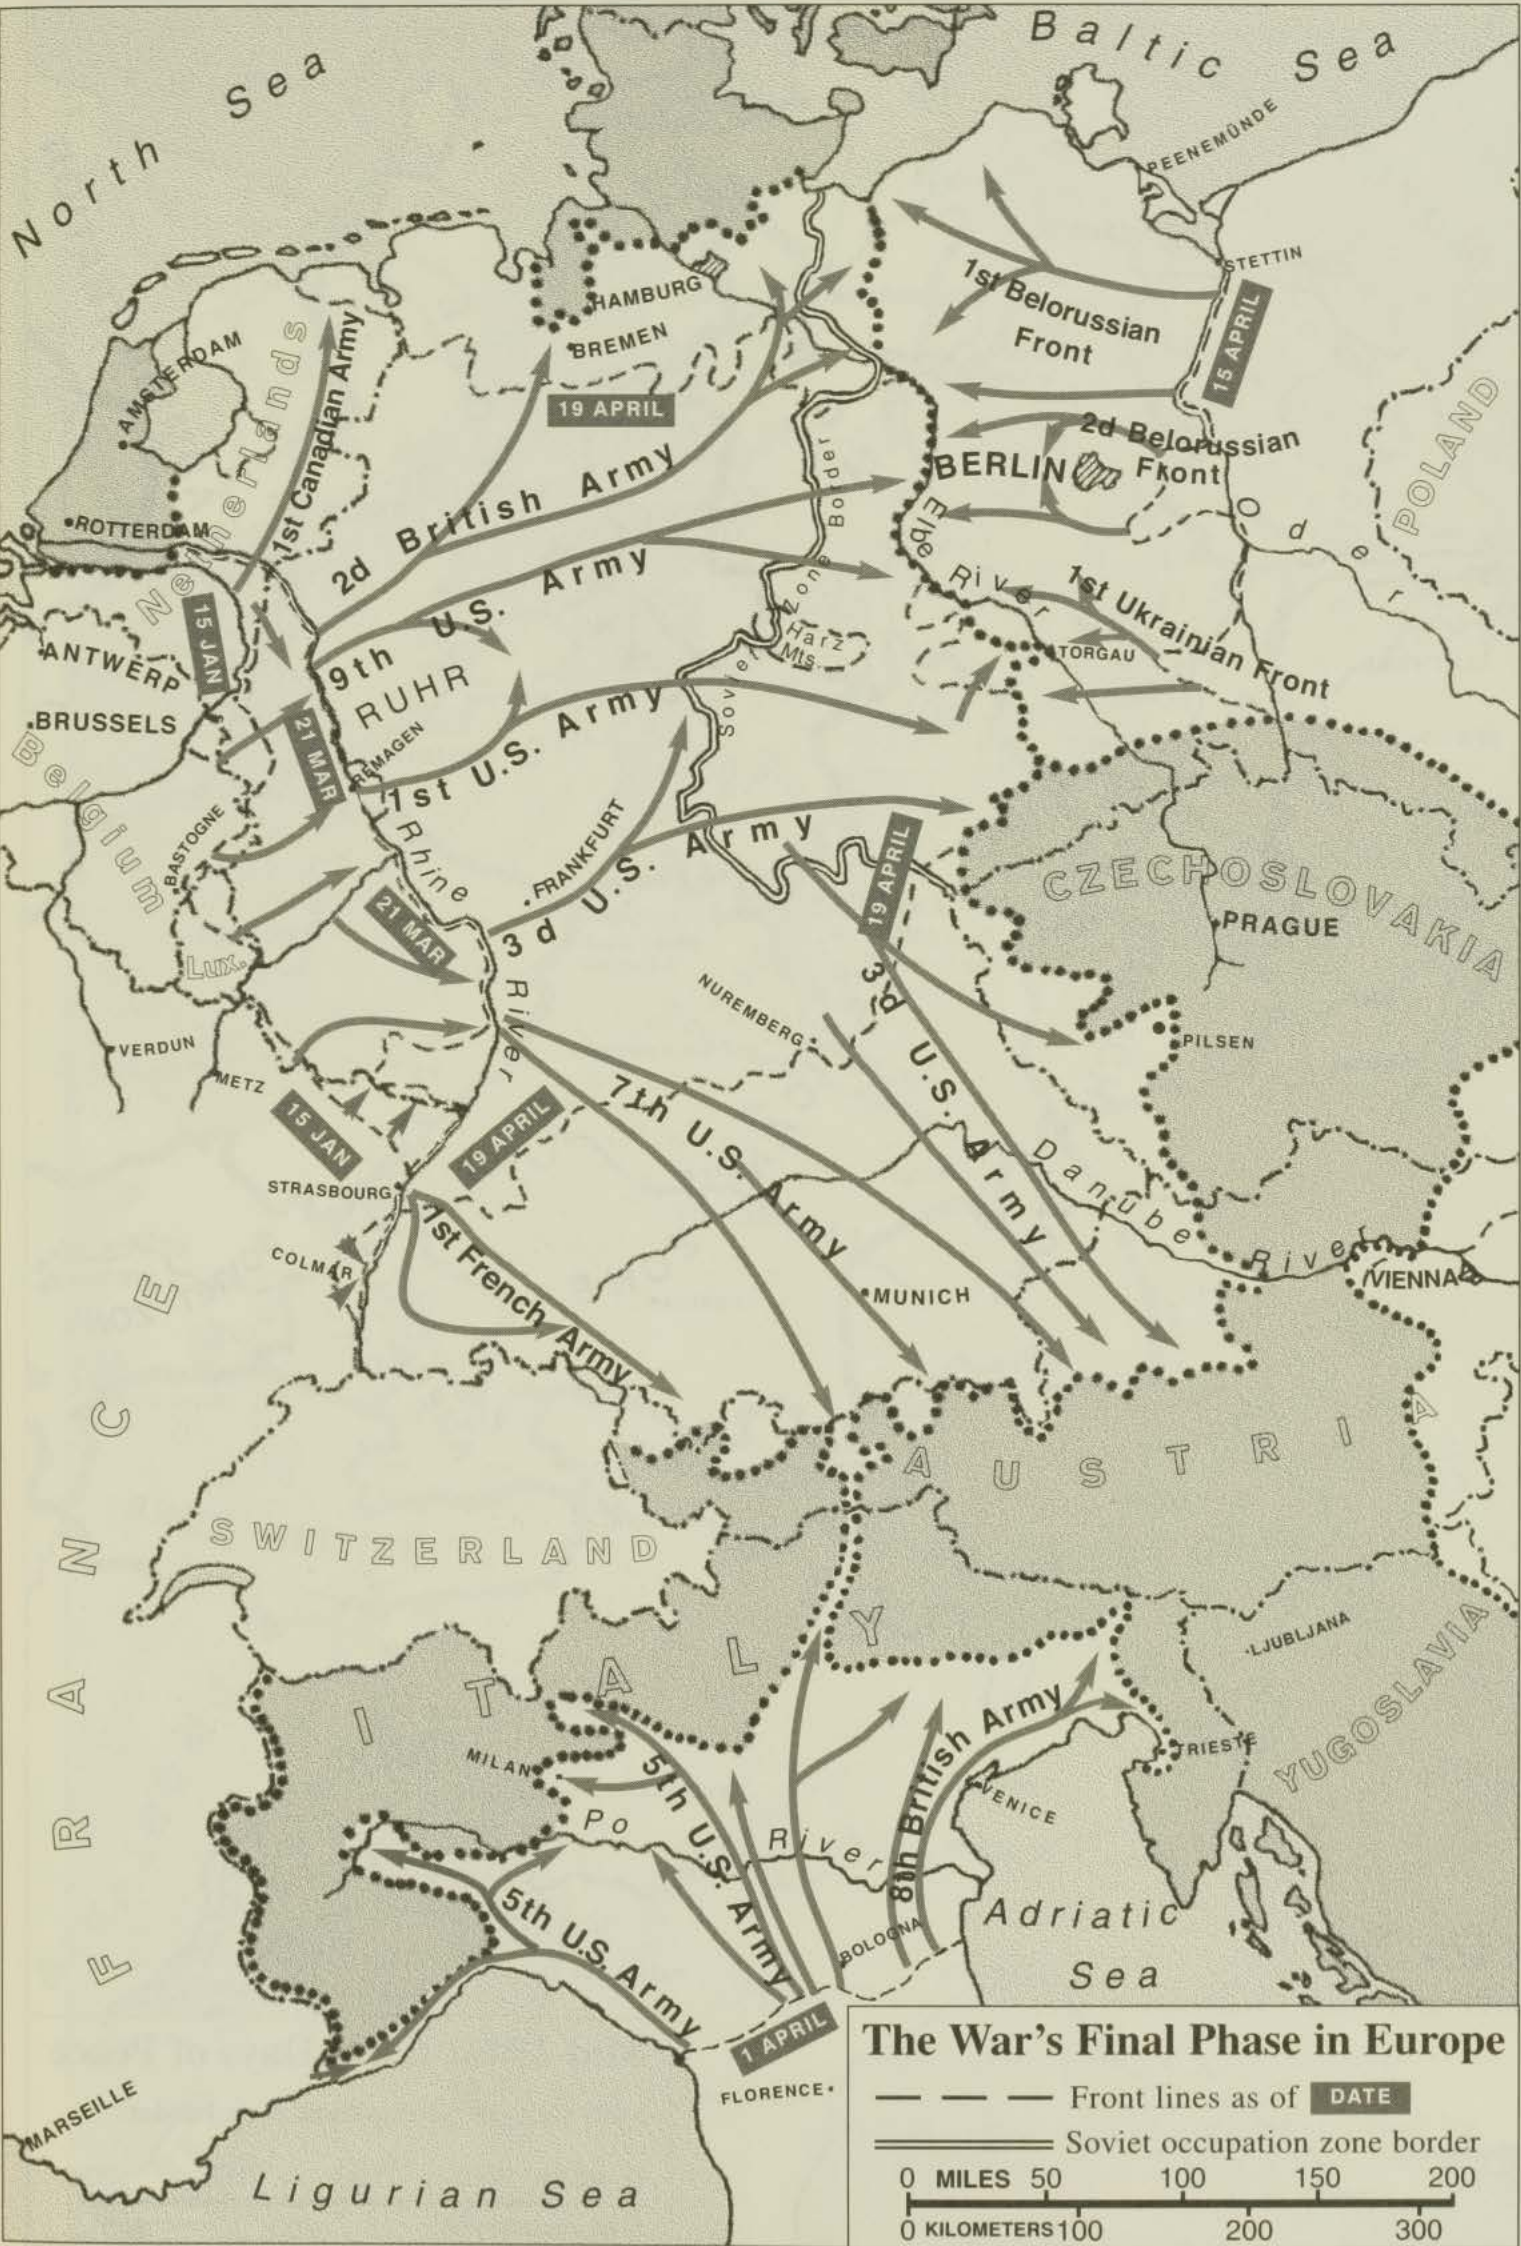 North Sea
Baltic Sea
PEENEMÜNDE
STETTIN
HAMBURG
BREMEN
1st Belorussian
Front
15 APRIL
19 APRIL
AMSTERDAM
Netherlands
1st Canadian Army
2d British Army
2d Belorussian
Front
BERLIN
POLAND
ROTTERDAM
Soviet Zone Border
Elbe River
Oder
15 JAN
9th U.S. Army
1st Ukrainian Front
Harz
Mts.
TORGAU
ANTWERP
BRUSSELS
Belgium
RUHR
21 MAR
REMAGEN
1st U.S. Army
BASTOGNE
Rhine River
FRANKFURT
3d U.S. Army
19 APRIL
CZECHOSLOVAKIA
PRAGUE
21 MAR
Lux.
3d U.S. Army
NUREMBERG
PILSEN
VERDUN
METZ
15 JAN
19 APRIL
7th U.S. Army
STRASBOURG
Danube River
1st French Army
COLMAR
MUNICH
VIENNA
FRANCE
AUSTRIA
SWITZERLAND
ITALY
LJUBLJANA
YUGOSLAVIA
MILAN
5th U.S. Army
8th British Army
TRIESTE
VENICE
Po River
5th U.S. Army
BOLOGNA
Adriatic
Sea
1 APRIL
FLORENCE
MARSEILLE
Ligurian Sea
The War's Final Phase in Europe
Front lines as of DATE
Soviet occupation zone border
0 MILES 50 100 150 200
0 KILOMETERS 100 200 300